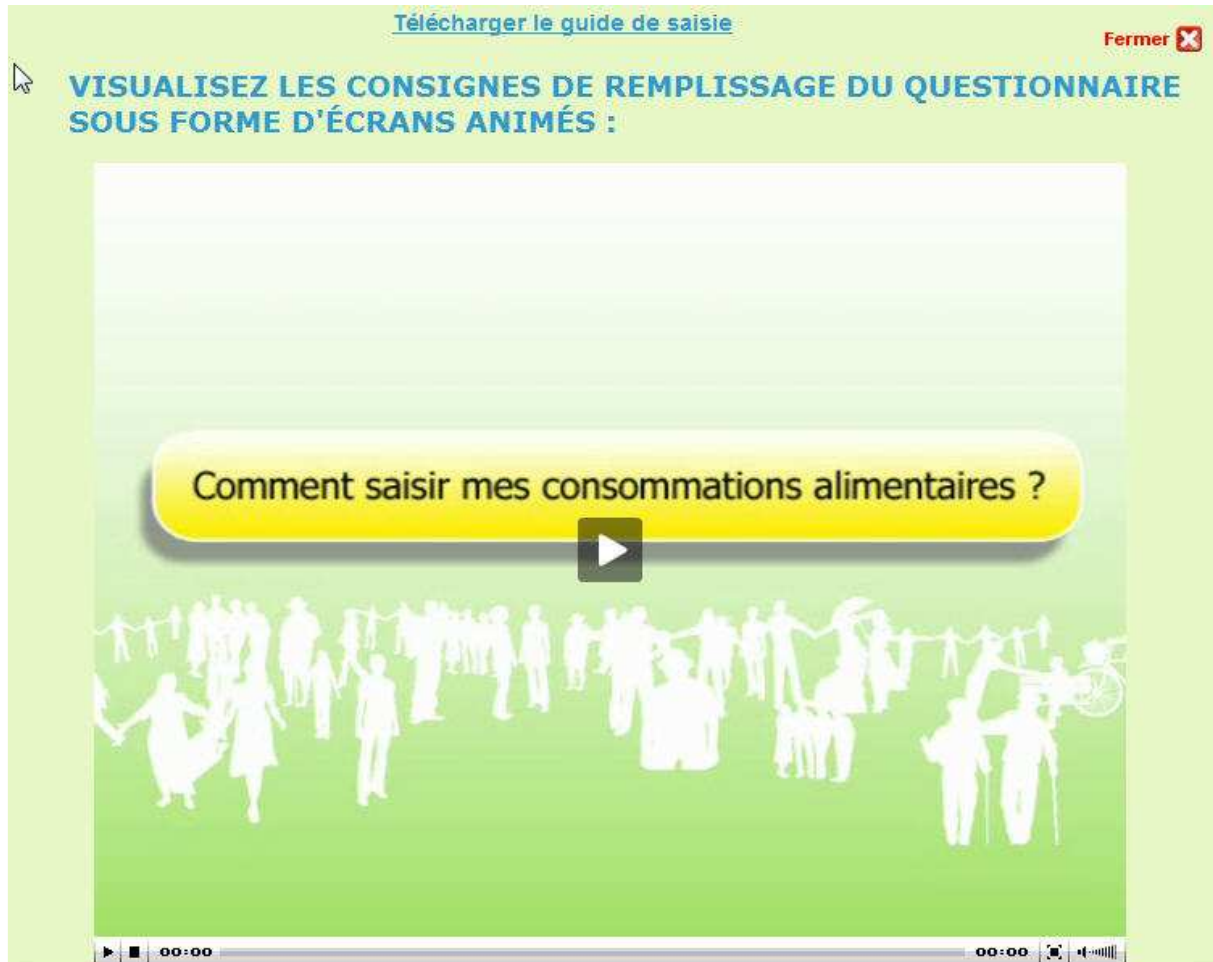 Télécharger le guide de saisie
Fermer
VISUALISEZ LES CONSIGNES DE REMPLISSAGE DU QUESTIONNAIRE
SOUS FORME D'ÉCRANS ANIMÉS :
Comment saisir mes consommations alimentaires ?
00:00
00:00